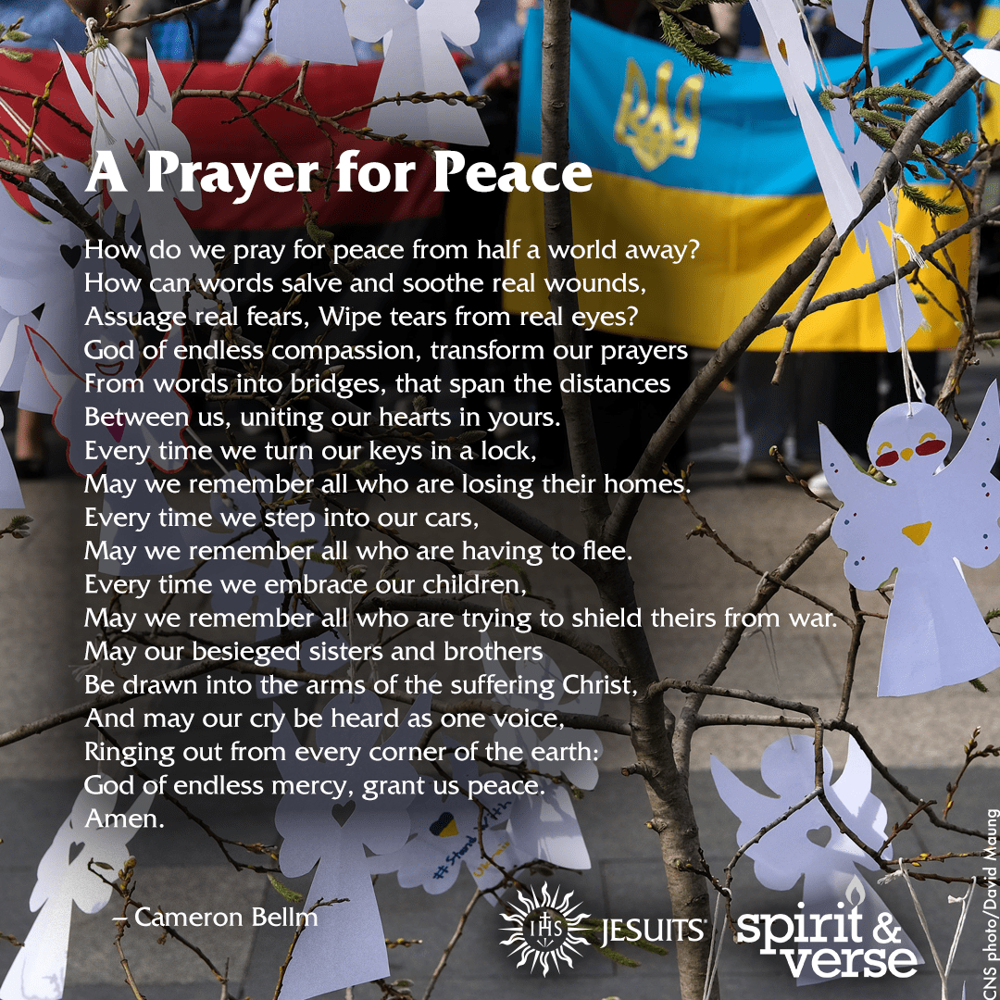 A Prayer for Peace
How do we pray for peace from half a world away?
How can words salve and soothe real wounds,
Assuage real fears, Wipe tears from real eyes?
God of endless compassion, transform our prayers
From words into bridges, that span the distances
Between us, uniting our hearts in yours.
Every time we turn our keys in a lock,
May we remember all who are losing their homes.
Every time we step into our cars,
May we remember all who are having to flee.
Every time we embrace our children,
May we remember all who are trying to shield theirs from war.
May our besieged sisters and brothers
Be drawn into the arms of the suffering Christ,
And may our cry be heard as one voice,
Ringing out from every corner of the earth:
God of endless mercy, grant us peace.
Amen.
#Stand with
Ukraine
– Cameron Bellm
IHS
JESUITS®
spirit &
verse
CNS photo/David Maung